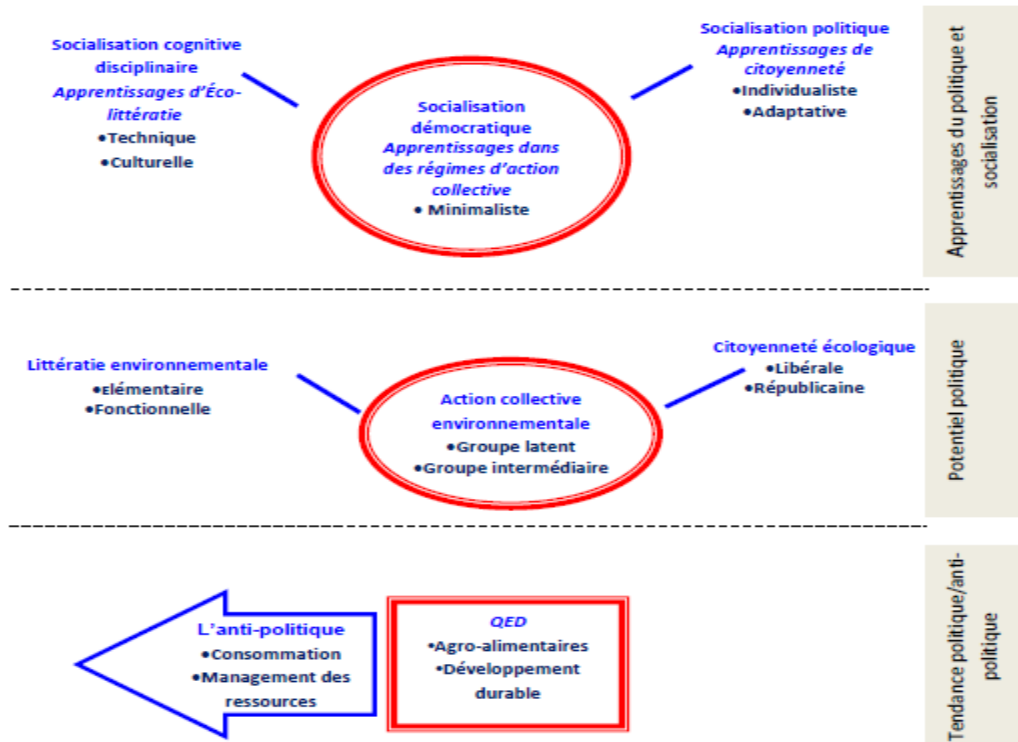 Socialisation cognitive
disciplinaire
Apprentissages d'Éco-
littératie
•Technique
•Culturelle
Socialisation
démocratique
Apprentissages dans
des régimes d'action
collective
• Minimaliste
Socialisation politique
Apprentissages de
citoyenneté
•Individualiste
•Adaptative
Apprentissages du politique et
socialisation
Littératie environnementale
•Elémentaire
•Fonctionnelle
Action collective
environnementale
•Groupe latent
•Groupe intermédiaire
Citoyenneté écologique
•Libérale
•Républicaine
Potentiel politique
L'anti-politique
•Consommation
•Management des
ressources
QED
•Agro-alimentaires
•Développement
durable
Tendance politique/anti-
politique